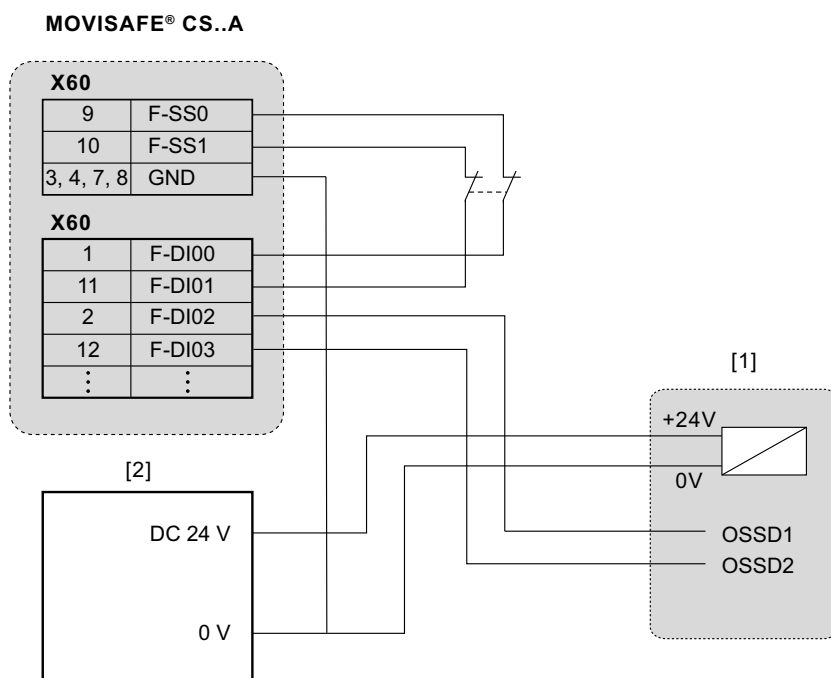 MOVISAFE® CS..A
X60
9 F-SS0
10 F-SS1
3, 4, 7, 8 GND
X60
1 F-DI00
11 F-DI01
2 F-DI02
12 F-DI03
[1]
+24V
0V
OSSD1
OSSD2
[2]
DC 24 V
0 V